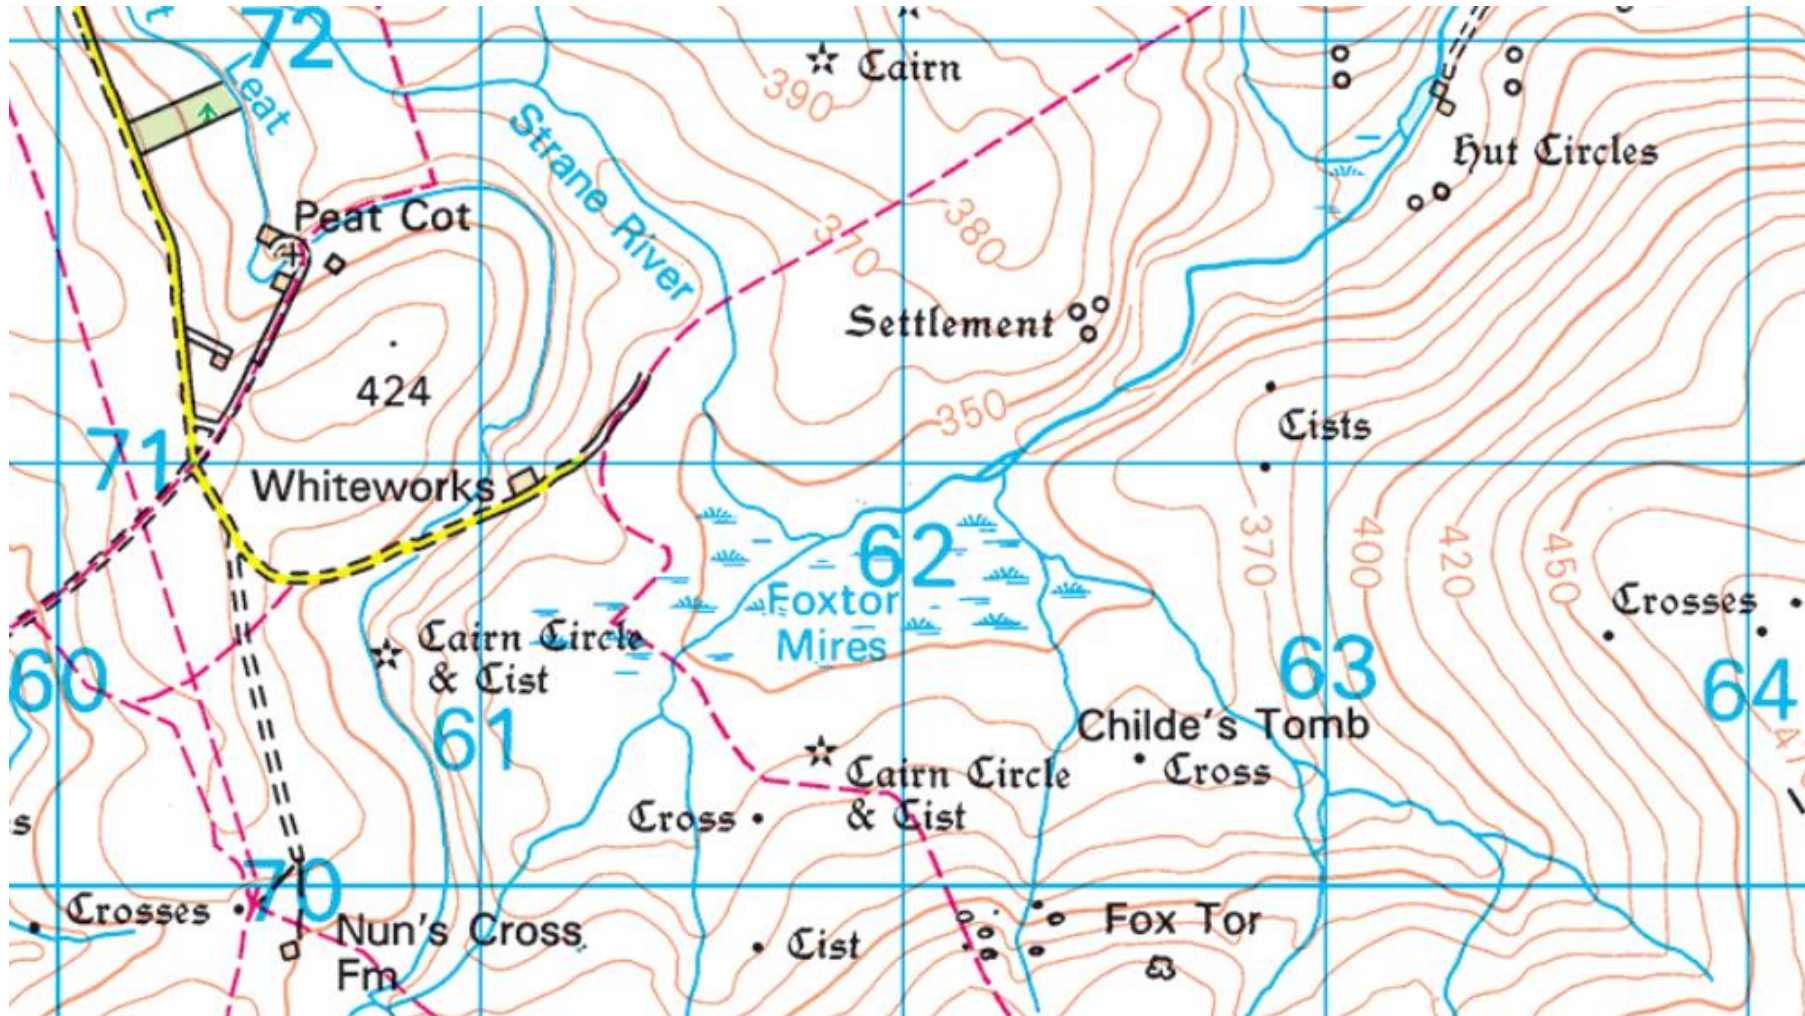 72
Cairn
390
Leat
Strane River
Hut Circles
Peat Cot
370
380
Settlement
424
350
Cists
71
Whiteworks
62
370
400
420
450
Foxtor
Mires
Crosses
Cairn Circle
& Cist
60
61
63
64
Childe's Tomb
Cross
Cairn Circle
& Cist
Cross
s
70
Crosses
Nun's Cross
Fm
Cist
Fox Tor